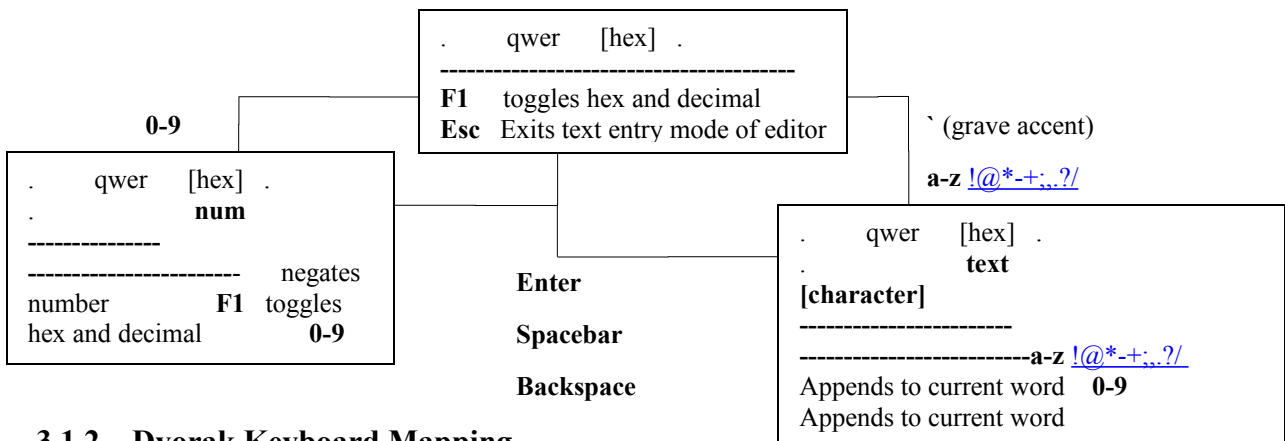 . qwer [hex] .
----------------------------------------
F1 toggles hex and decimal
Esc Exits text entry mode of editor
0-9
` (grave accent)
a-z !@*-+;,.?/
. qwer [hex] .
. num
---------------
------------------------- negates
number F1 toggles
hex and decimal 0-9
Enter
Spacebar
Backspace
. qwer [hex] .
. text
[character]
------------------------
--------------------------a-z !@*-+;,.?/
Appends to current word 0-9
Appends to current word
3.1.2 Dvorak Keyboard Mapping